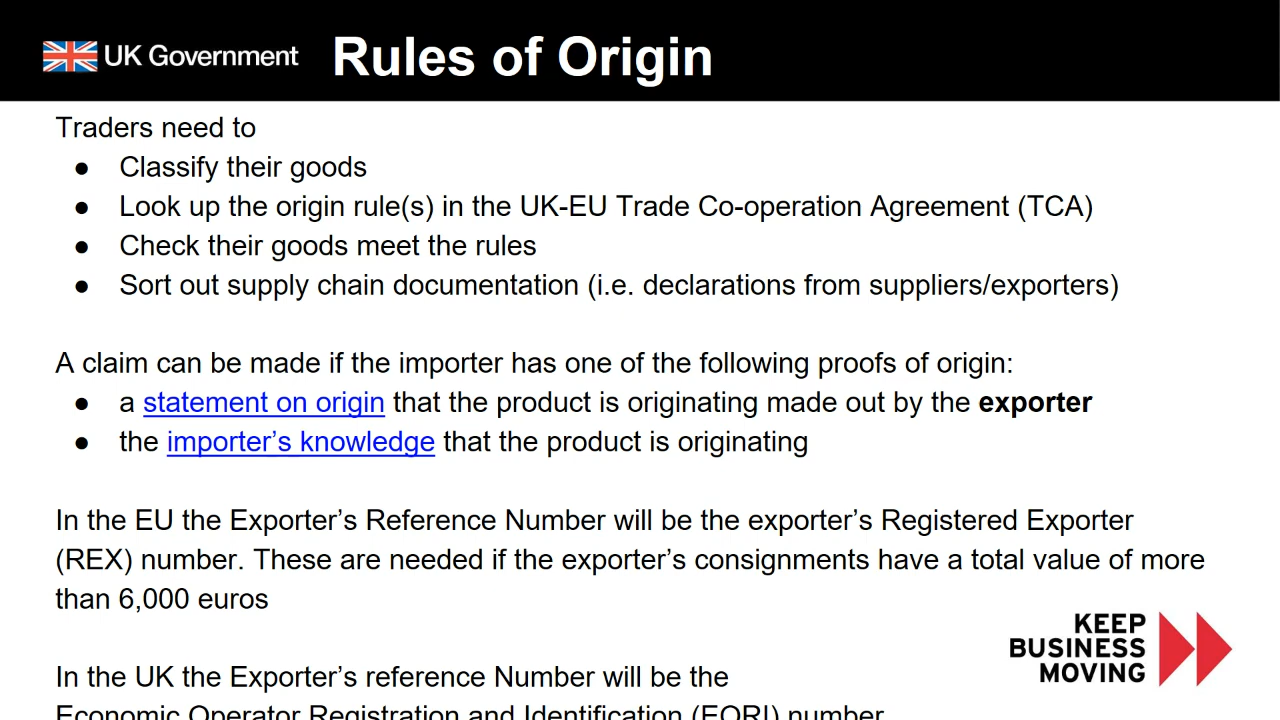 UK Government
Rules of Origin
Traders need to
● Classify their goods
● Look up the origin rule(s) in the UK-EU Trade Co-operation Agreement (TCA)
● Check their goods meet the rules
● Sort out supply chain documentation (i.e. declarations from suppliers/exporters)
A claim can be made if the importer has one of the following proofs of origin:
● a statement on origin that the product is originating made out by the exporter
● the importer’s knowledge that the product is originating
In the EU the Exporter’s Reference Number will be the exporter’s Registered Exporter
(REX) number. These are needed if the exporter’s consignments have a total value of more
than 6,000 euros
In the UK the Exporter’s reference Number will be the
Economic Operator Registration and Identification (EORI) number
KEEP
BUSINESS
MOVING